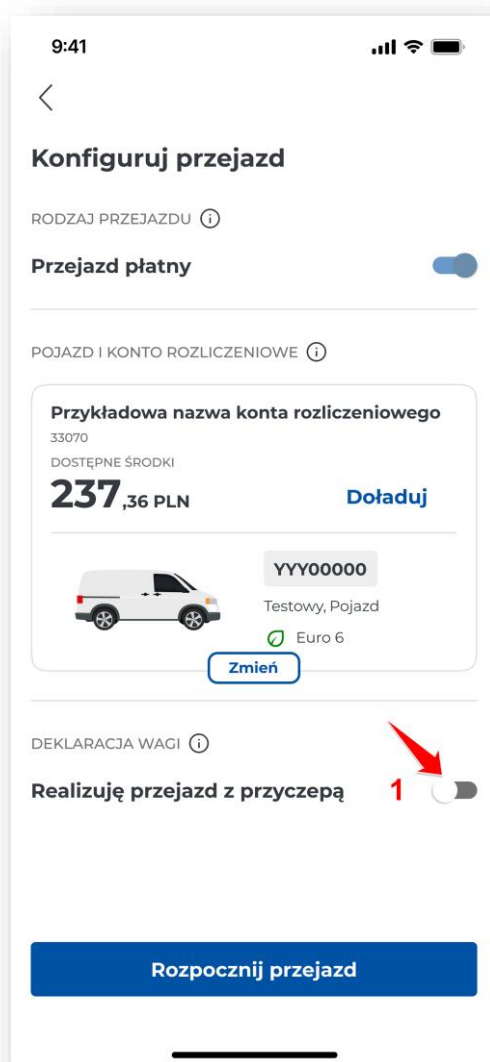 9:41
Konfiguruj przejazd
RODZAJ PRZEJAZDU
Przejazd płatny
POJAZD I KONTO ROZLICZENIOWE
Przykładowa nazwa konta rozliczeniowego
33070
DOSTĘPNE ŚRODKI
237,36 PLN Doładuj
YYY00000
Testowy, Pojazd
Euro 6
Zmień
DEKLARACJA WAGI
Realizuję przejazd z przyczepą 1
Rozpocznij przejazd